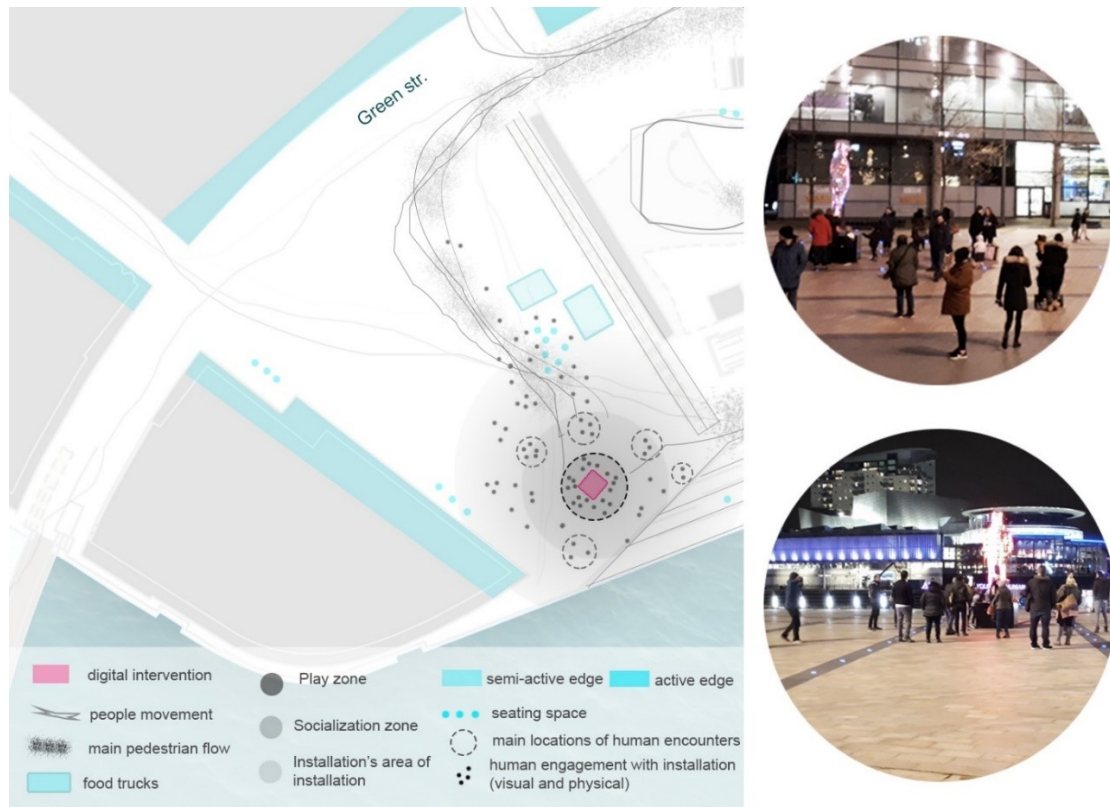 Green str.
digital intervention
people movement
main pedestrian flow
food trucks
Play zone
Socialization zone
Installation's area of
installation
semi-active edge
active edge
seating space
main locations of human encounters
human engagement with installation
(visual and physical)